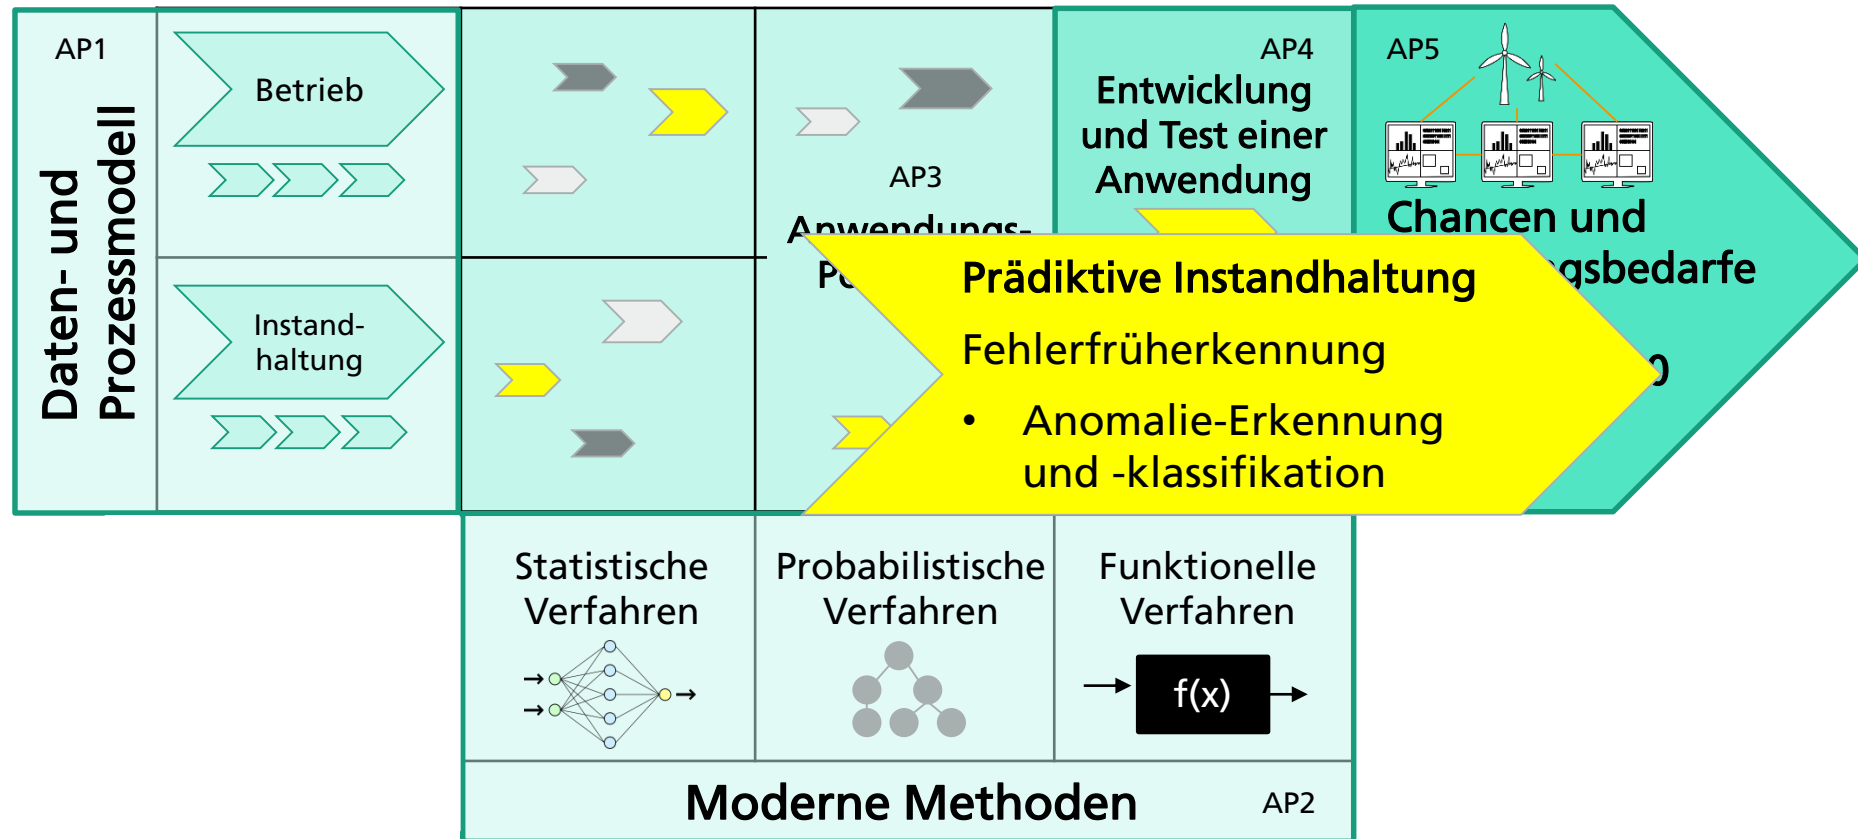 AP1
Daten- und
Prozessmodell
Betrieb
Instand-
haltung
AP3
Anwendungs-
AP4
Entwicklung
und Test einer
Anwendung
AP5
Chancen und
Prädiktive Instandhaltung
Fehlerfrüherkennung
• Anomalie-Erkennung
und -klassifikation
Statistische
Verfahren
Probabilistische
Verfahren
Funktionelle
Verfahren
f(x)
Moderne Methoden
AP2